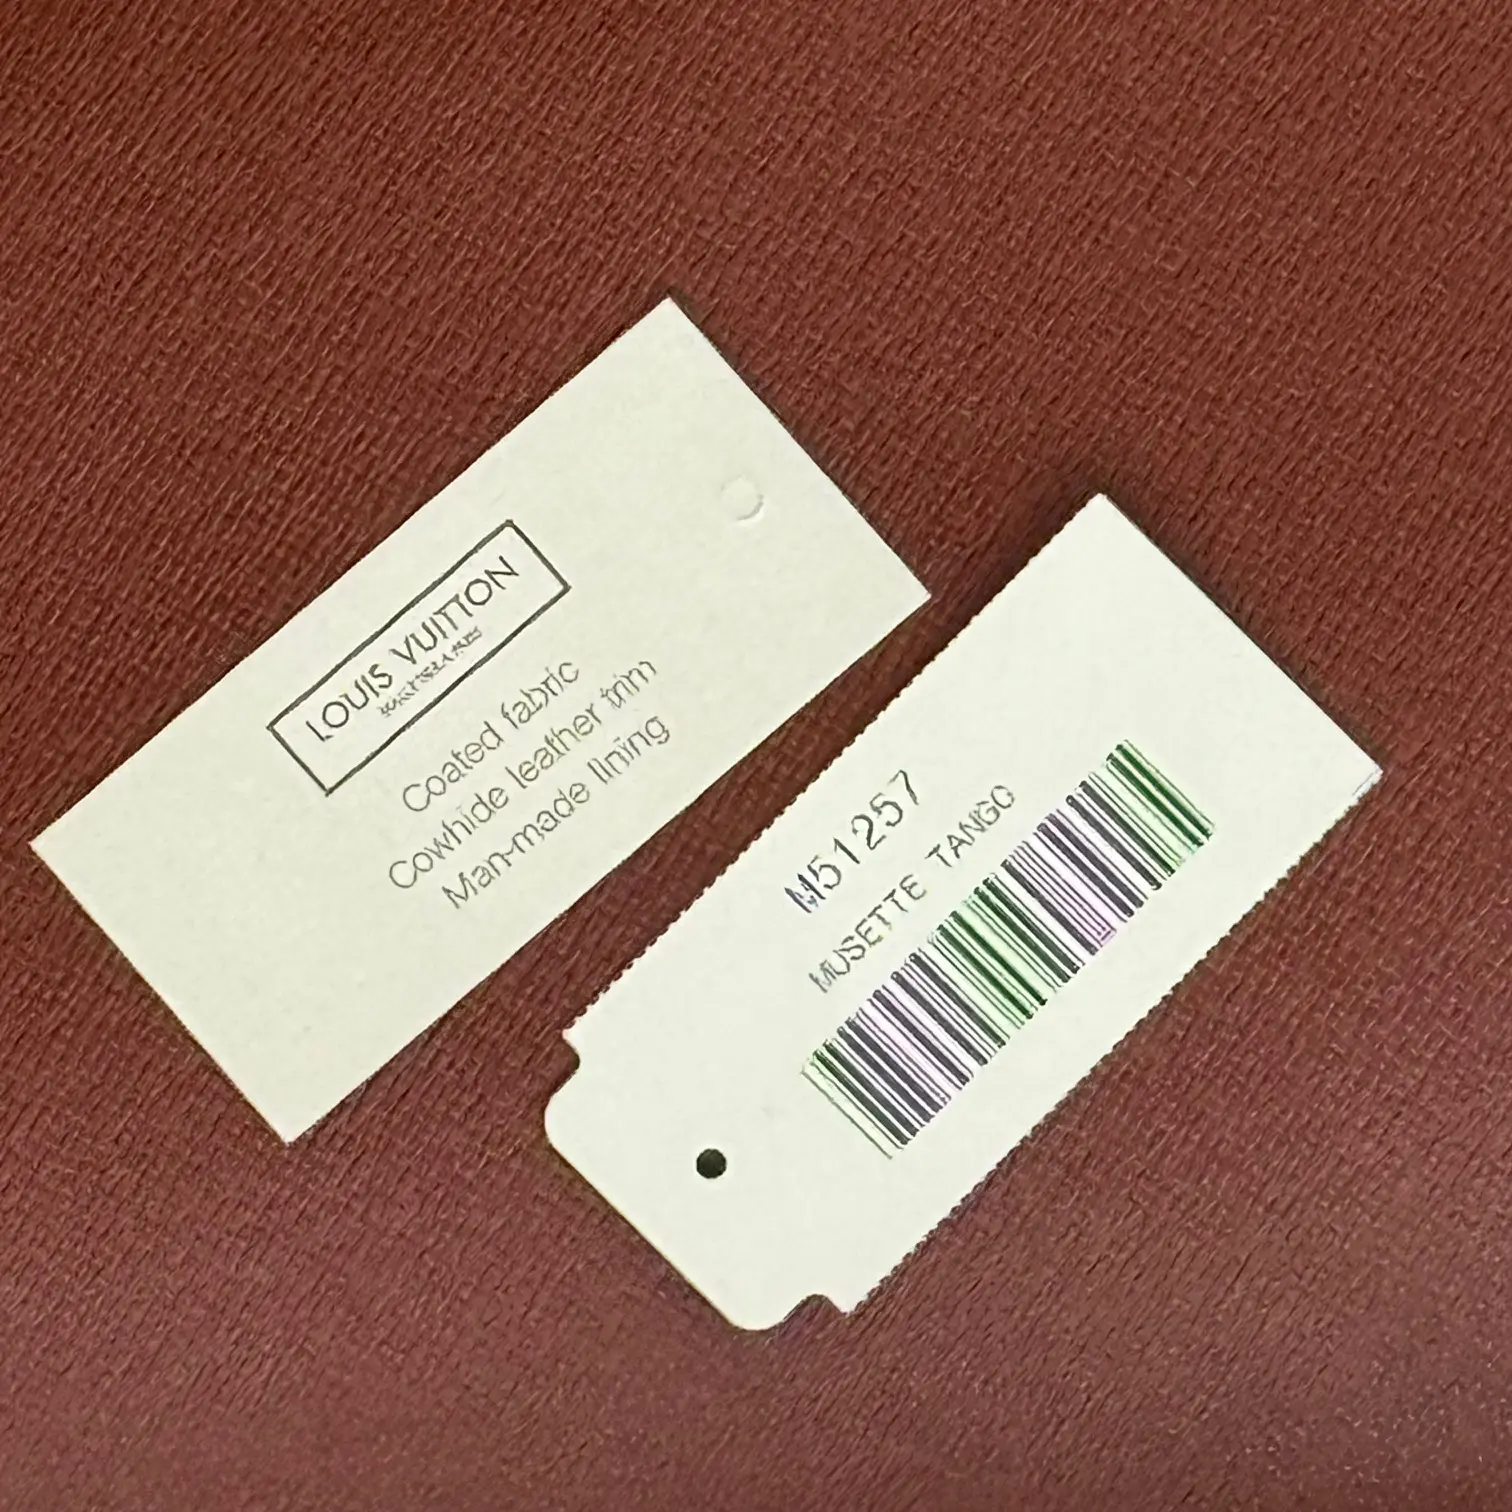 LOUIS VUITTON
Coated fabric
Cowhide leather trim
Man-made lining
M51257
MUSETTE TANGO